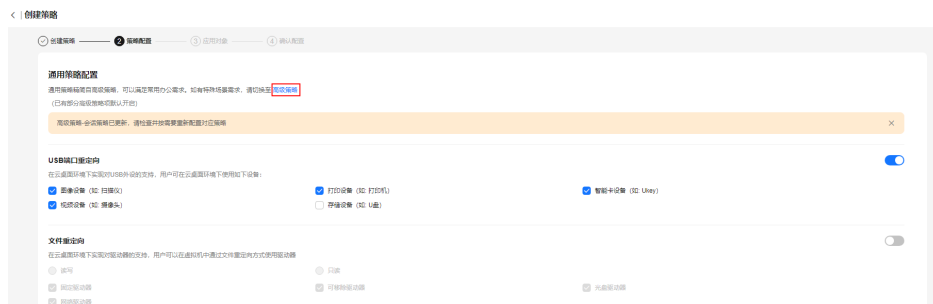 < | 创建策略
创建策略 2 策略配置 3 应用对象 4 确认配置
通用策略配置
通用策略精简自高级策略，可以满足常用办公需求。如有特殊场景需求，请切换至高级策略
（已有部分高级策略项默认开启）
高级策略-会话策略已更新，请检查并按需要重新配置对应策略
USB端口重定向
在云桌面环境下实现对USB外设的支持，用户可在云桌面环境下使用如下设备：
图像设备（如: 扫描仪） 打印设备（如: 打印机） 智能卡设备（如: Ukey）
视频设备（如: 摄像头） 存储设备（如: U盘）
文件重定向
在云桌面环境下实现对驱动器的支持，用户可以在虚拟机中通过文件重定向方式使用驱动器
读写 只读
固定驱动器 可移除驱动器 光盘驱动器
网络驱动器